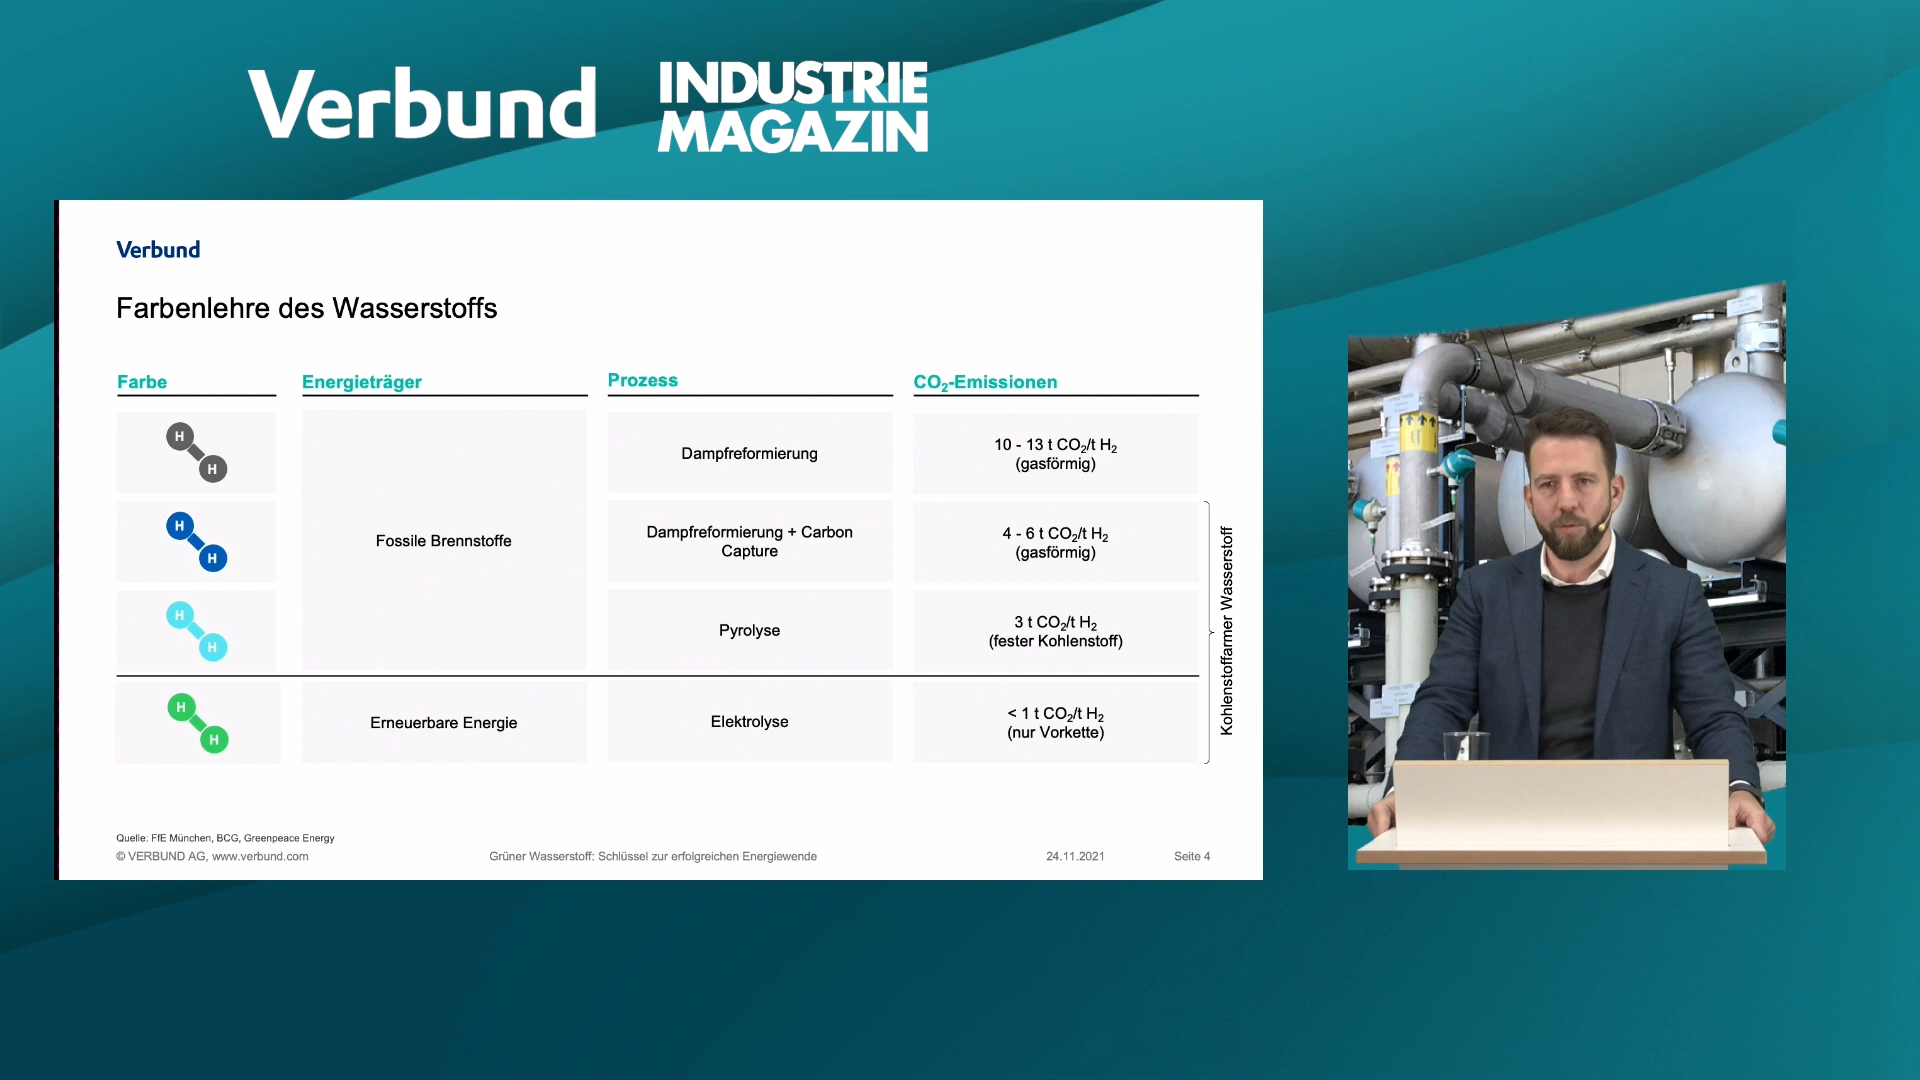 Verbund
INDUSTRIE
MAGAZIN
Verbund
Farbenlehre des Wasserstoffs
Farbe
Energieträger
Prozess
CO2-Emissionen
H
H
Fossile Brennstoffe
Dampfreformierung
10 - 13 t CO2/t H2
(gasförmig)
H
H
Dampfreformierung + Carbon
Capture
4 - 6 t CO2/t H2
(gasförmig)
H
H
Pyrolyse
3 t CO2/t H2
(fester Kohlenstoff)
H
H
Erneuerbare Energie
Elektrolyse
< 1 t CO2/t H2
(nur Vorkette)
Kohlenstoffarmer Wasserstoff
Quelle: FfE München, BCG, Greenpeace Energy
© VERBUND AG, www.verbund.com
Grüner Wasserstoff: Schlüssel zur erfolgreichen Energiewende
24.11.2021
Seite 4